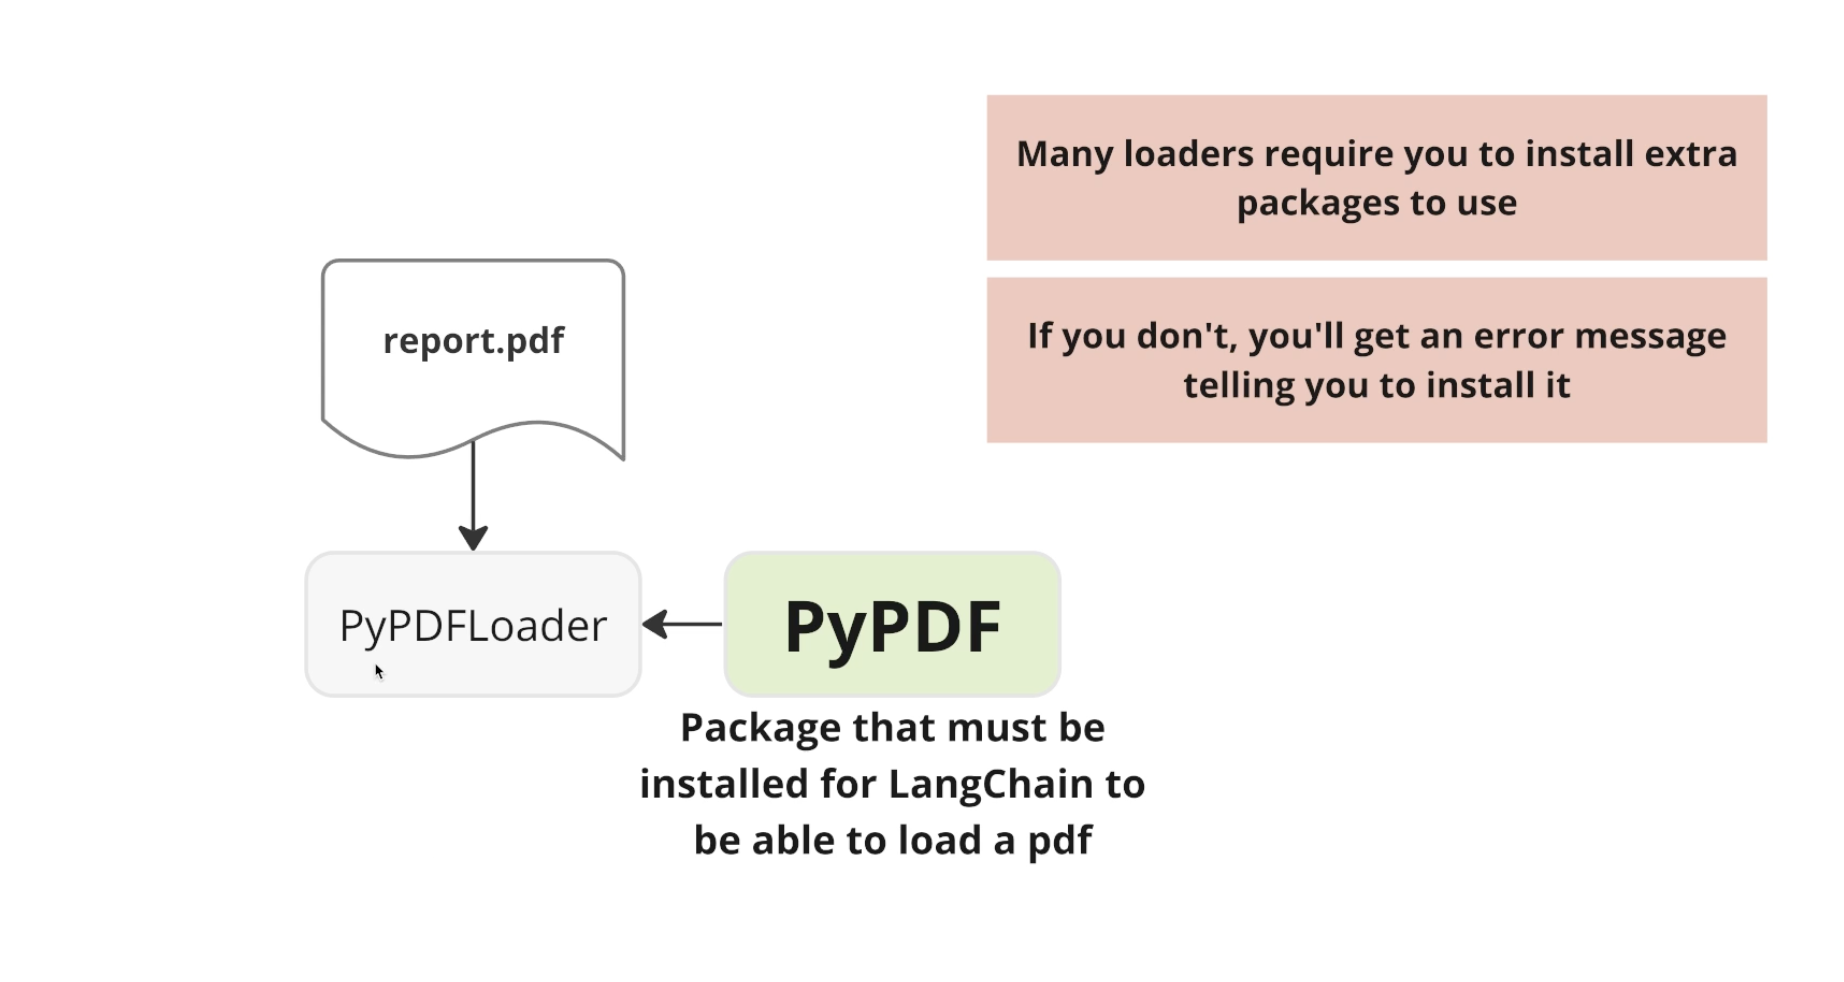 Many loaders require you to install extra
packages to use
If you don't, you'll get an error message
telling you to install it
report.pdf
PyPDFLoader
PyPDF
Package that must be
installed for LangChain to
be able to load a pdf